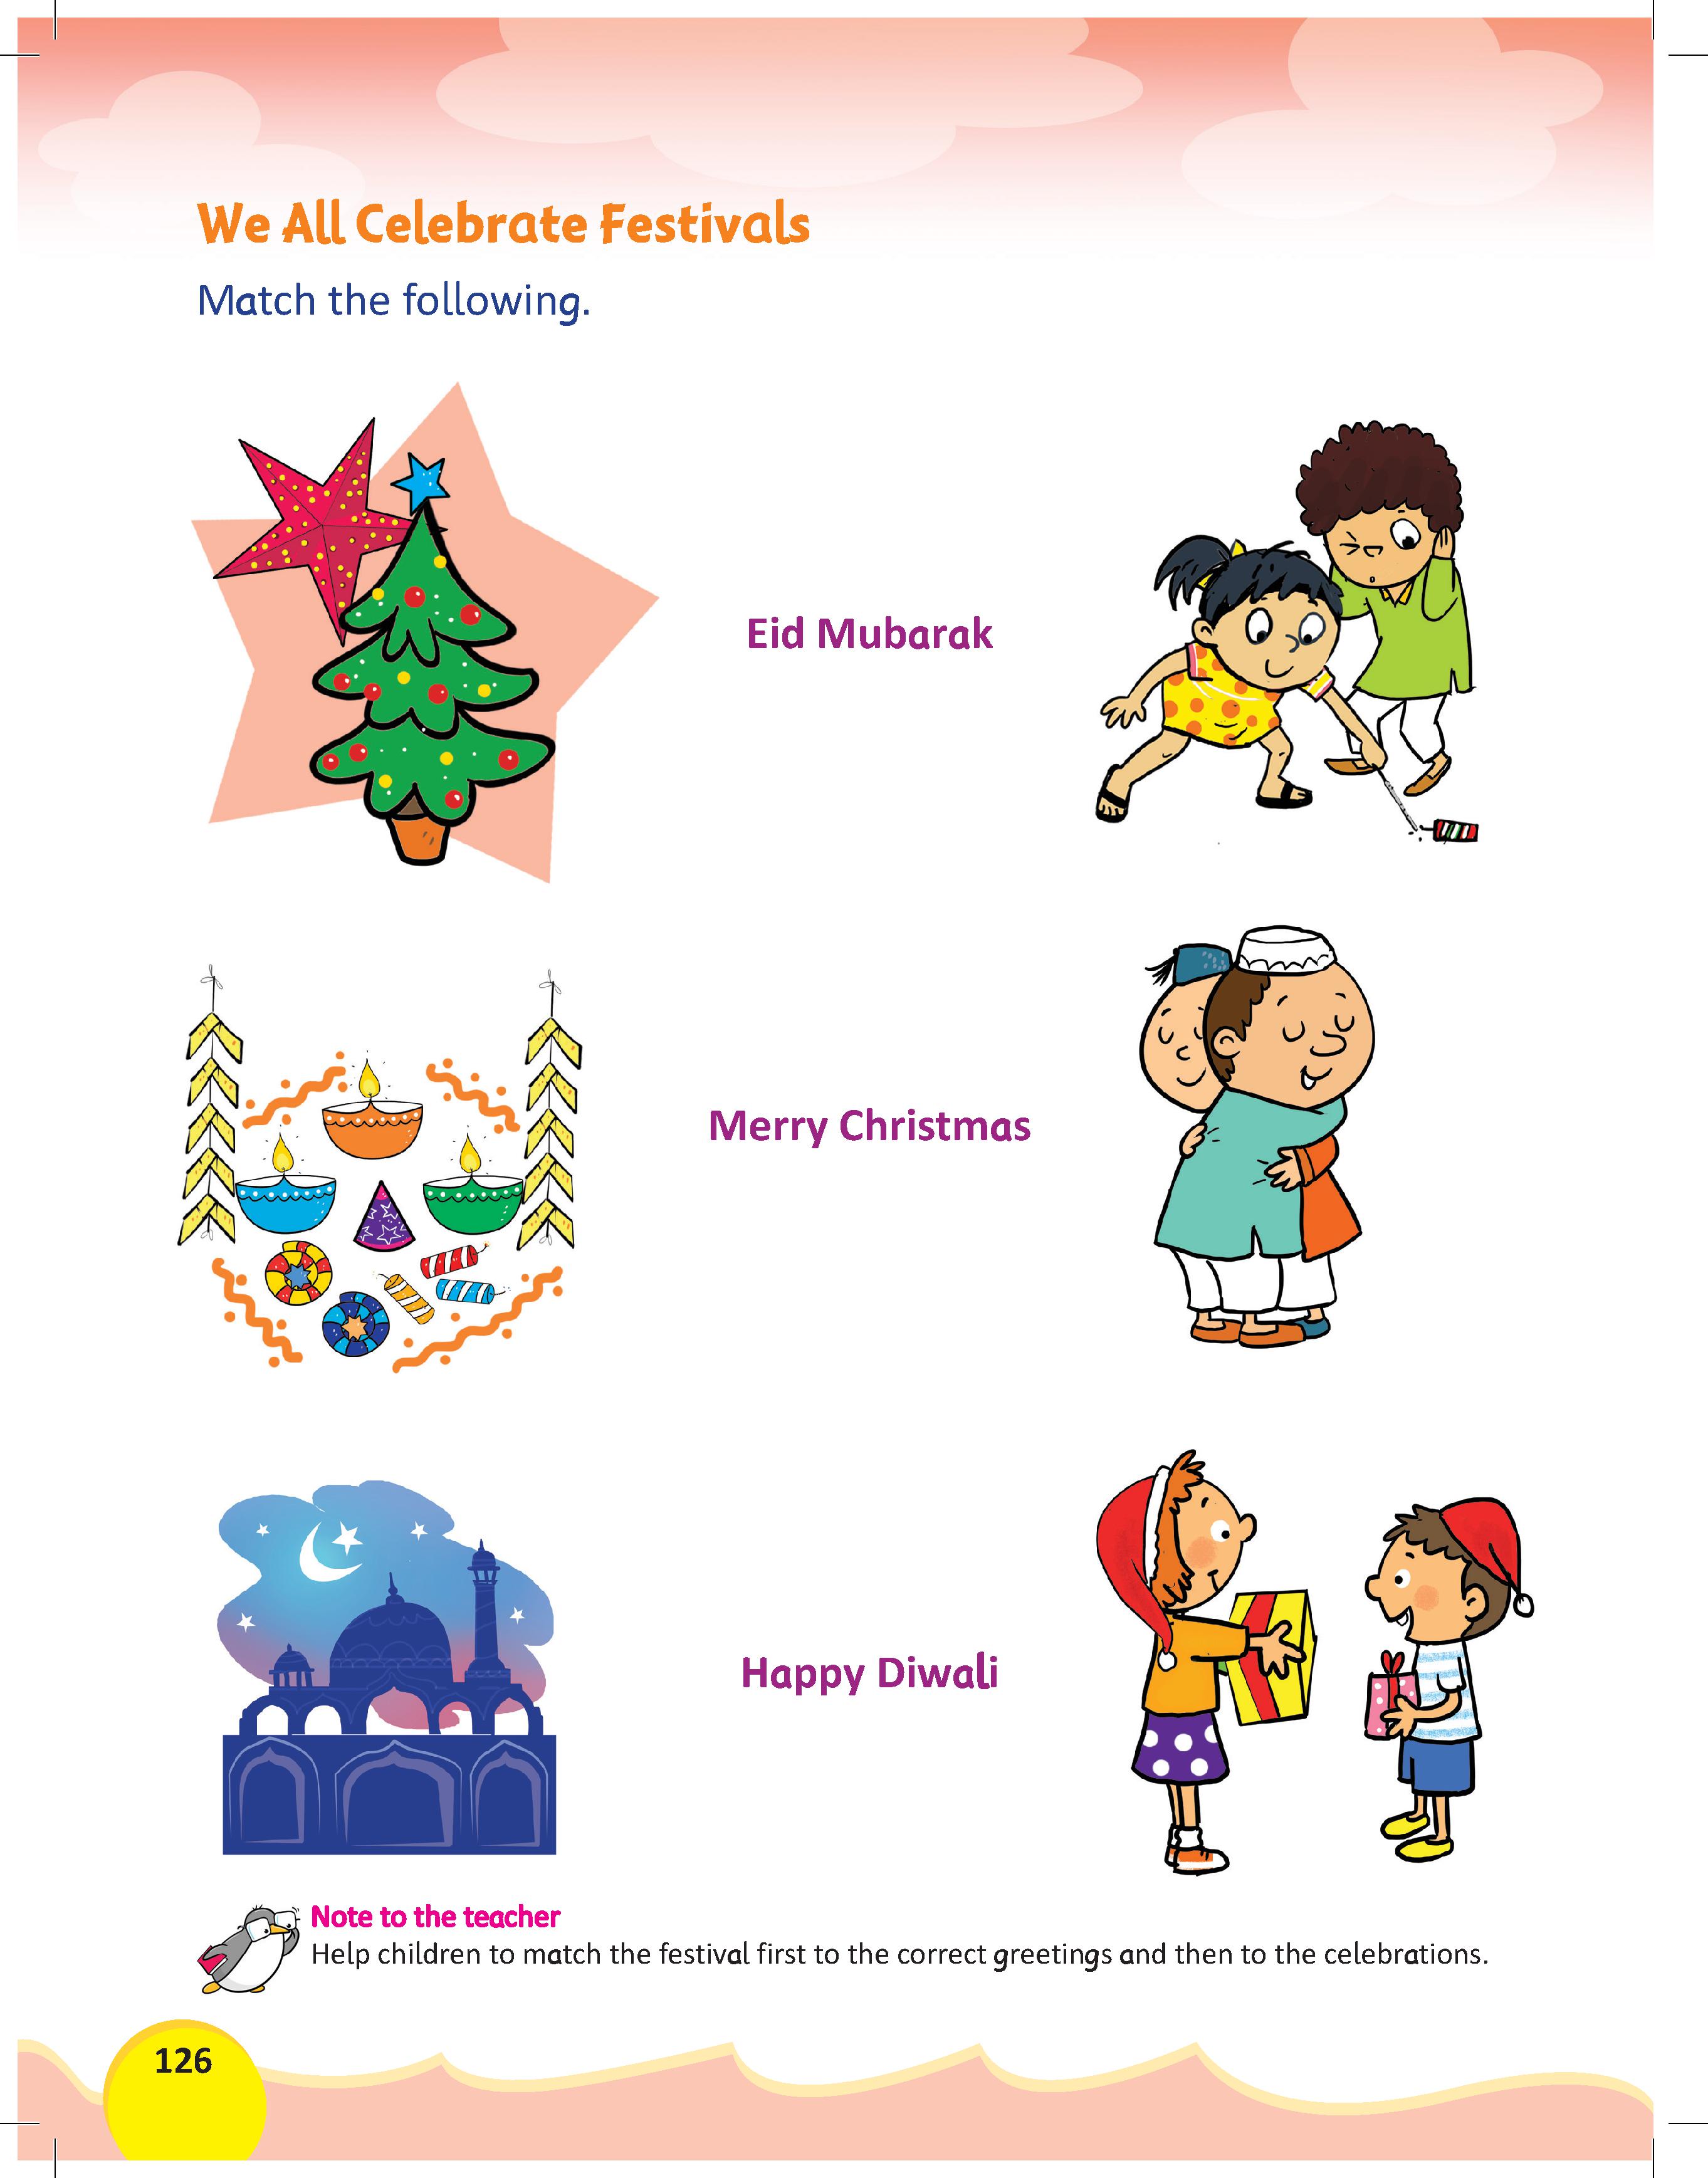 We All Celebrate Festivals
Match the following.
Eid Mubarak
Merry Christmas
Happy Diwali
Note to the teacher
Help children to match the festival first to the correct greetings and then to the celebrations.
126